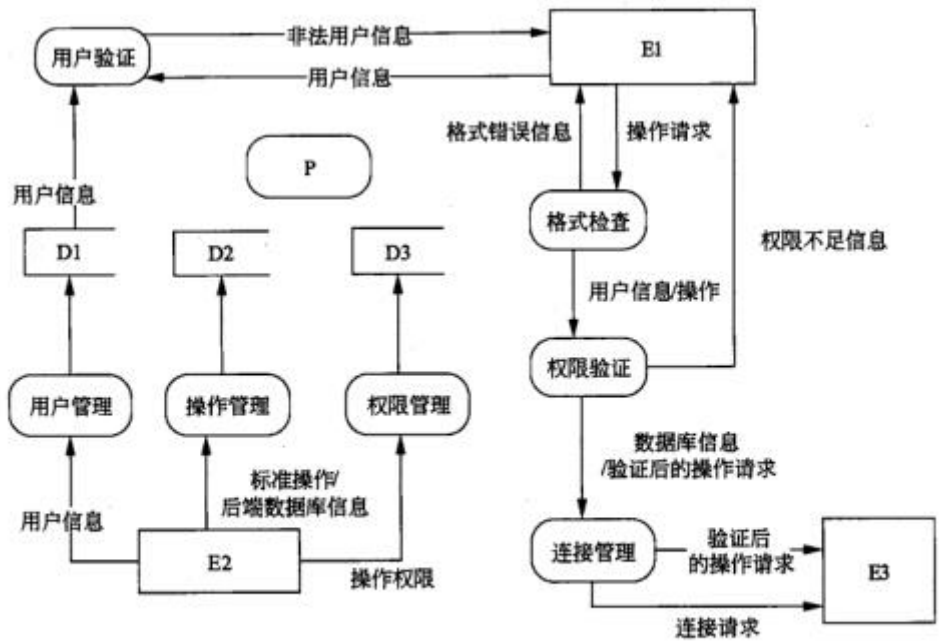 用户验证
非法用户信息
E1
用户信息
格式错误信息
操作请求
P
用户信息
格式检查
权限不足信息
D1
D2
D3
用户信息/操作
权限验证
用户管理
操作管理
权限管理
数据库信息
/验证后的操作请求
标准操作/
后端数据库信息
用户信息
E2
操作权限
连接管理
验证后
的操作请求
E3
连接请求